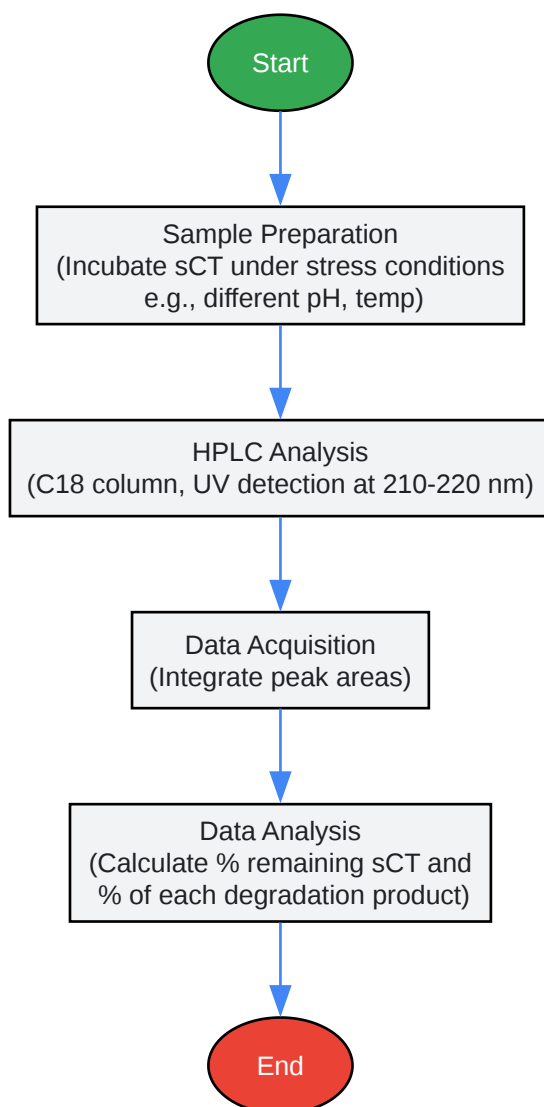 Start
Sample Preparation
(Incubate sCT under stress conditions
e.g., different pH, temp)
HPLC Analysis
(C18 column, UV detection at 210-220 nm)
Data Acquisition
(Integrate peak areas)
Data Analysis
(Calculate % remaining sCT and
% of each degradation product)
End